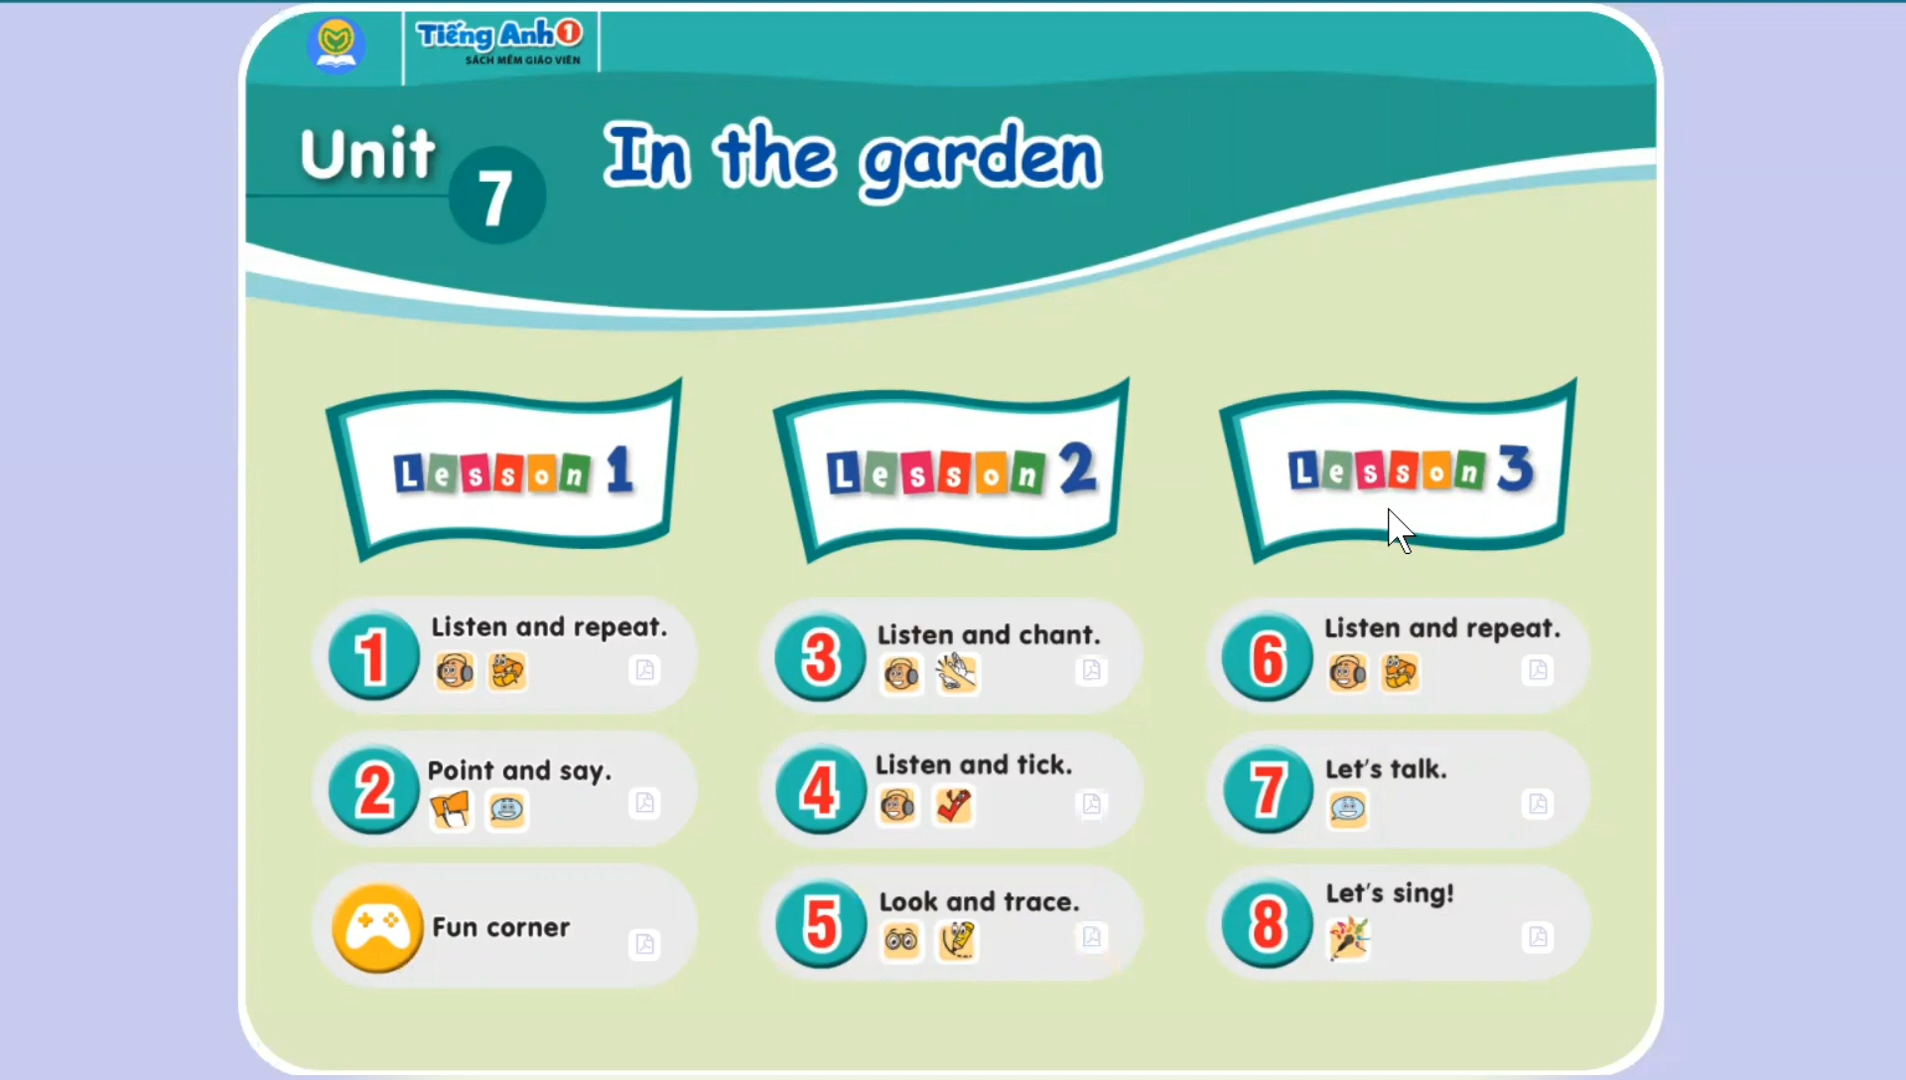 Tiếng Anh 1
SÁCH MỀM GIÁO VIÊN
Unit 7
In the garden
Lesson 1
1 Listen and repeat.
2 Point and say.
Fun corner
Lesson 2
3 Listen and chant.
4 Listen and tick.
5 Look and trace.
Lesson 3
6 Listen and repeat.
7 Let's talk.
8 Let's sing!